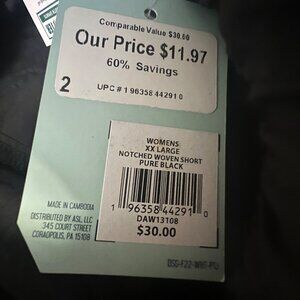 Comparable Value $30.00
Our Price $11.97
60% Savings
2
UPC # 1 96358 44291 0
WOMENS
XX LARGE
NOTCHED WOVEN SHORT
PURE BLACK
1 96358 44291 0
DAW13108
$30.00
MADE IN CAMBODIA
DISTRIBUTED BY ASI, LLC
345 COURT STREET
CORAOPOLIS, PA 15108